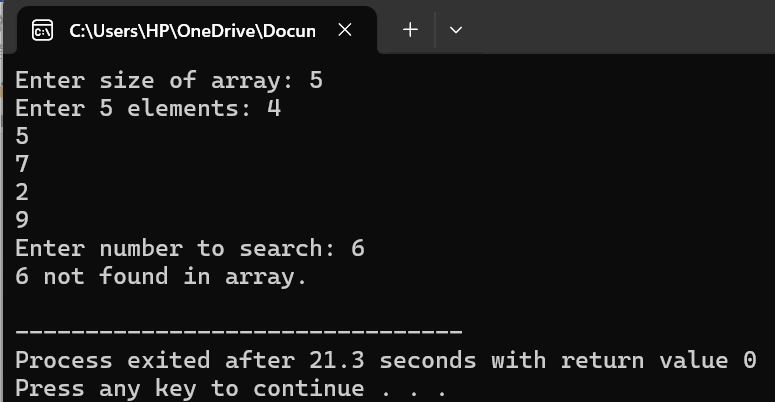 C:\Users\HP\OneDrive\Docun
Enter size of array: 5
Enter 5 elements: 4
5
7
2
9
Enter number to search: 6
6 not found in array.
--------------------------------
Process exited after 21.3 seconds with return value 0
Press any key to continue . . .